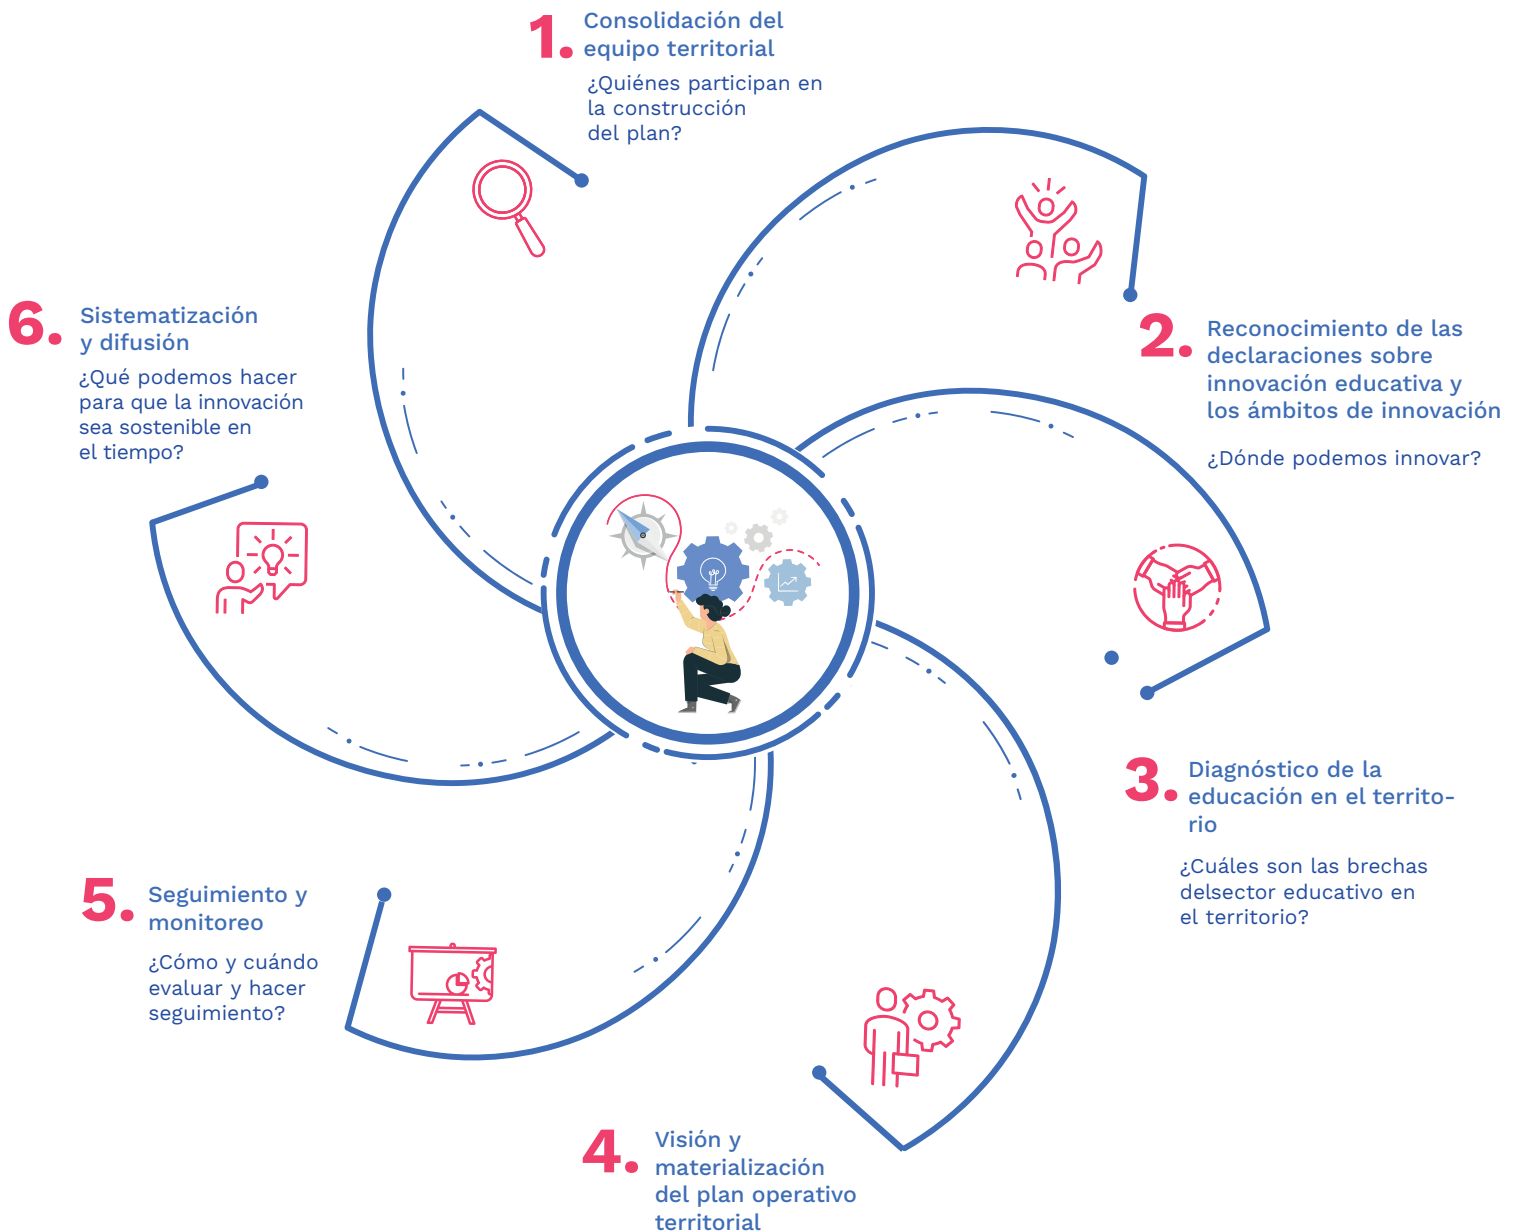 1. Consolidación del
equipo territorial
¿Quiénes participan en
la construcción
del plan?
2. Reconocimiento de las
declaraciones sobre
innovación educativa y
los ámbitos de innovación
¿Dónde podemos innovar?
3. Diagnóstico de la
educación en el territo-
rio
¿Cuáles son las brechas
delsector educativo en
el territorio?
4. Visión y
materialización
del plan operativo
territorial
5. Seguimiento y
monitoreo
¿Cómo y cuándo
evaluar y hacer
seguimiento?
6. Sistematización
y difusión
¿Qué podemos hacer
para que la innovación
sea sostenible en
el tiempo?